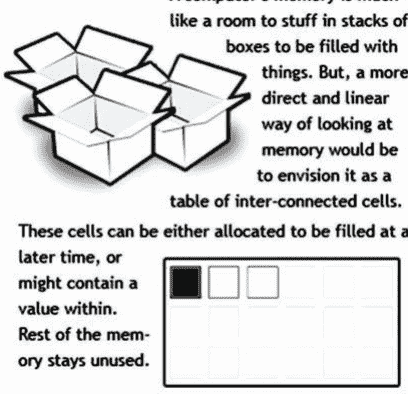 like a room to stuff in stacks of
boxes to be filled with
things. But, a more
direct and linear
way of looking at
memory would be
to envision it as a
table of inter-connected cells.
These cells can be either allocated to be filled at a
later time, or
might contain a
value within.
Rest of the mem-
ory stays unused.